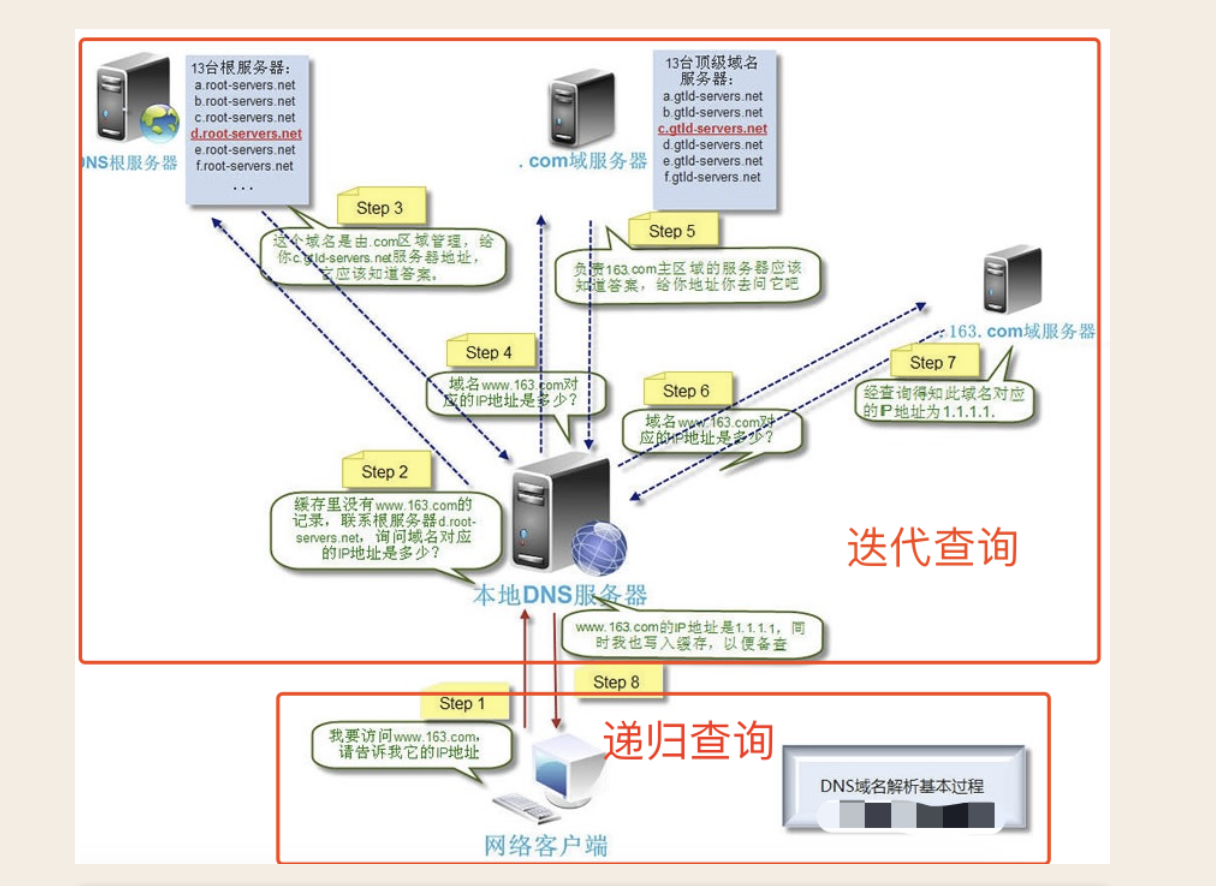 13台根服务器：
a.root-servers.net
b.root-servers.net
c.root-servers.net
d.root-servers.net
e.root-servers.net
f.root-servers.net
...
NS根服务器
13台顶级域名
服务器：
a.gtld-servers.net
b.gtld-servers.net
c.gtld-servers.net
d.gtld-servers.net
e.gtld-servers.net
f.gtld-servers.net
.com域服务器
Step 3
这个域名是由.com区域管理，给
你c.gtld-servers.net服务器地址，
它应该知道答案。
Step 5
负责163.com主区域的服务器应该
知道答案，给你地址你去问它吧
.163.com域服务器
Step 7
经查询得知此域名对应
的IP地址为1.1.1.1.
Step 4
域名www.163.com对
应的IP地址是多少？
Step 6
域名www.163.com对
应的IP地址是多少？
Step 2
缓存里没有www.163.com的
记录，联系根服务器d.root-
servers.net，询问域名对应
的IP地址是多少？
迭代查询
本地DNS服务器
www.163.com的IP地址是1.1.1.1，同
时我也写入缓存，以便备查
Step 8
Step 1
我要访问www.163.com，
请告诉我它的IP地址
递归查询
DNS域名解析基本过程
网络客户端